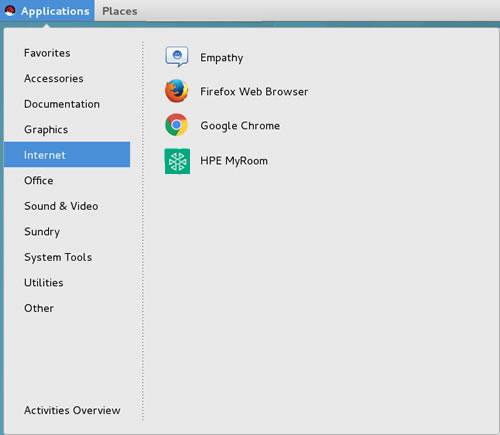 Applications Places
Favorites
Accessories
Documentation
Graphics
Internet
Office
Sound & Video
Sundry
System Tools
Utilities
Other
Activities Overview
Empathy
Firefox Web Browser
Google Chrome
HPE MyRoom